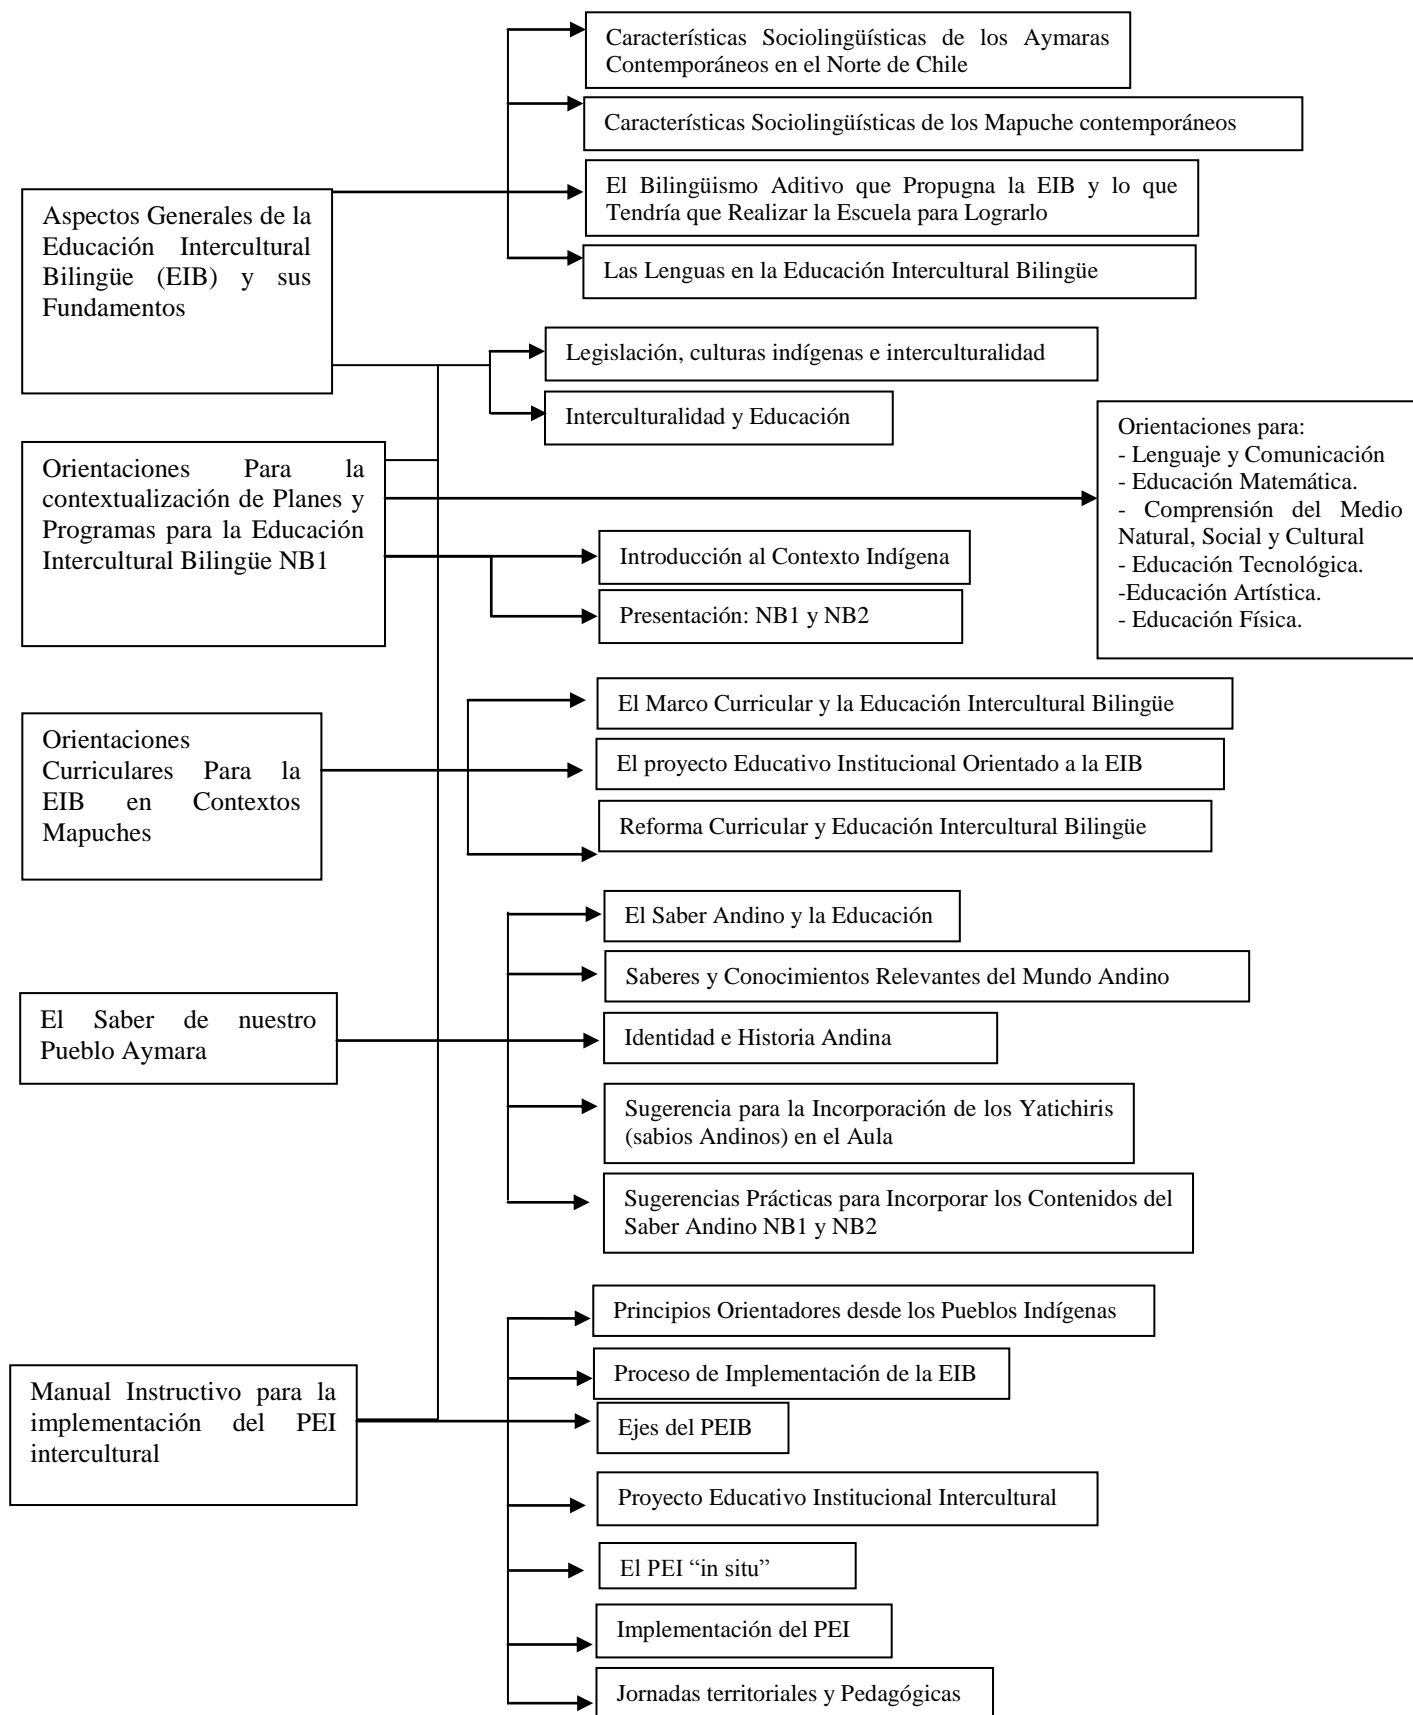 Características Sociolingüísticas de los Aymaras
Contemporáneos en el Norte de Chile
Características Sociolingüísticas de los Mapuche contemporáneos
Aspectos Generales de la
Educación Intercultural
Bilingüe (EIB) y sus
Fundamentos
El Bilingüismo Aditivo que Propugna la EIB y lo que
Tendría que Realizar la Escuela para Lograrlo
Las Lenguas en la Educación Intercultural Bilingüe
Legislación, culturas indígenas e interculturalidad
Interculturalidad y Educación
Orientaciones Para la
contextualización de Planes y
Programas para la Educación
Intercultural Bilingüe NB1
Orientaciones para:
- Lenguaje y Comunicación
- Educación Matemática.
- Comprensión del Medio
Natural, Social y Cultural
- Educación Tecnológica.
-Educación Artística.
- Educación Física.
Introducción al Contexto Indígena
Presentación: NB1 y NB2
Orientaciones
Curriculares Para la
EIB en Contextos
Mapuches
El Marco Curricular y la Educación Intercultural Bilingüe
El proyecto Educativo Institucional Orientado a la EIB
Reforma Curricular y Educación Intercultural Bilingüe
El Saber de nuestro
Pueblo Aymara
El Saber Andino y la Educación
Saberes y Conocimientos Relevantes del Mundo Andino
Identidad e Historia Andina
Sugerencia para la Incorporación de los Yatichiris
(sabios Andinos) en el Aula
Sugerencias Prácticas para Incorporar los Contenidos del
Saber Andino NB1 y NB2
Manual Instructivo para la
implementación del PEI
intercultural
Principios Orientadores desde los Pueblos Indígenas
Proceso de Implementación de la EIB
Ejes del PEIB
Proyecto Educativo Institucional Intercultural
El PEI “in situ”
Implementación del PEI
Jornadas territoriales y Pedagógicas